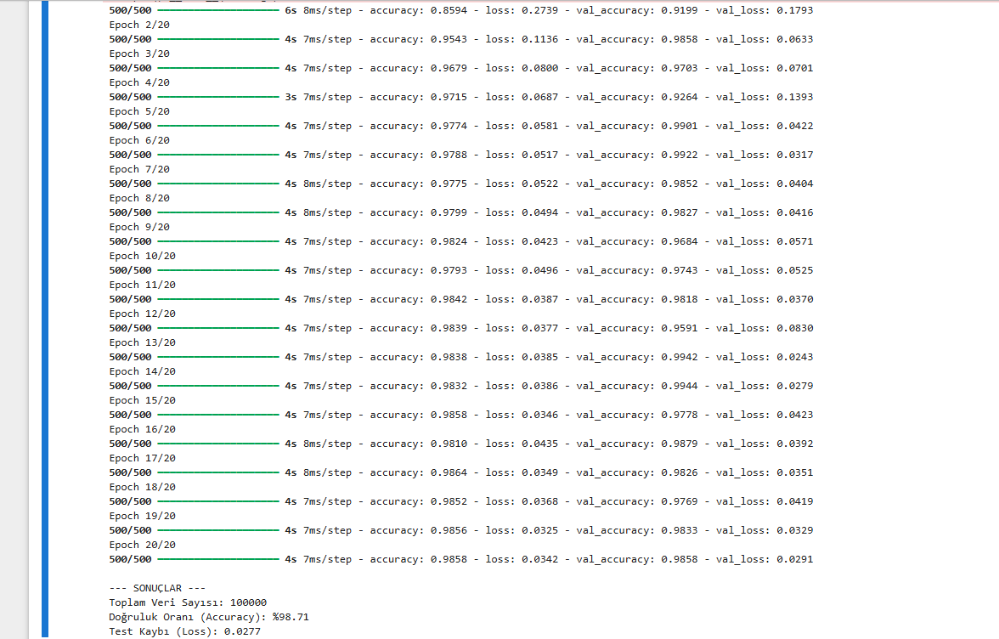 500/500 ━━━━━━━━━━━━━━━━━━━━ 6s 8ms/step - accuracy: 0.8594 - loss: 0.2739 - val_accuracy: 0.9199 - val_loss: 0.1793
Epoch 2/20
500/500 ━━━━━━━━━━━━━━━━━━━━ 4s 7ms/step - accuracy: 0.9543 - loss: 0.1136 - val_accuracy: 0.9858 - val_loss: 0.0633
Epoch 3/20
500/500 ━━━━━━━━━━━━━━━━━━━━ 4s 7ms/step - accuracy: 0.9679 - loss: 0.0800 - val_accuracy: 0.9703 - val_loss: 0.0701
Epoch 4/20
500/500 ━━━━━━━━━━━━━━━━━━━━ 3s 7ms/step - accuracy: 0.9715 - loss: 0.0687 - val_accuracy: 0.9264 - val_loss: 0.1393
Epoch 5/20
500/500 ━━━━━━━━━━━━━━━━━━━━ 4s 7ms/step - accuracy: 0.9774 - loss: 0.0581 - val_accuracy: 0.9901 - val_loss: 0.0422
Epoch 6/20
500/500 ━━━━━━━━━━━━━━━━━━━━ 4s 7ms/step - accuracy: 0.9788 - loss: 0.0517 - val_accuracy: 0.9922 - val_loss: 0.0317
Epoch 7/20
500/500 ━━━━━━━━━━━━━━━━━━━━ 4s 8ms/step - accuracy: 0.9775 - loss: 0.0522 - val_accuracy: 0.9852 - val_loss: 0.0404
Epoch 8/20
500/500 ━━━━━━━━━━━━━━━━━━━━ 4s 8ms/step - accuracy: 0.9799 - loss: 0.0494 - val_accuracy: 0.9827 - val_loss: 0.0416
Epoch 9/20
500/500 ━━━━━━━━━━━━━━━━━━━━ 4s 7ms/step - accuracy: 0.9824 - loss: 0.0423 - val_accuracy: 0.9684 - val_loss: 0.0571
Epoch 10/20
500/500 ━━━━━━━━━━━━━━━━━━━━ 4s 7ms/step - accuracy: 0.9793 - loss: 0.0496 - val_accuracy: 0.9743 - val_loss: 0.0525
Epoch 11/20
500/500 ━━━━━━━━━━━━━━━━━━━━ 4s 7ms/step - accuracy: 0.9842 - loss: 0.0387 - val_accuracy: 0.9818 - val_loss: 0.0370
Epoch 12/20
500/500 ━━━━━━━━━━━━━━━━━━━━ 4s 7ms/step - accuracy: 0.9839 - loss: 0.0377 - val_accuracy: 0.9591 - val_loss: 0.0830
Epoch 13/20
500/500 ━━━━━━━━━━━━━━━━━━━━ 4s 7ms/step - accuracy: 0.9838 - loss: 0.0385 - val_accuracy: 0.9942 - val_loss: 0.0243
Epoch 14/20
500/500 ━━━━━━━━━━━━━━━━━━━━ 4s 7ms/step - accuracy: 0.9832 - loss: 0.0386 - val_accuracy: 0.9944 - val_loss: 0.0279
Epoch 15/20
500/500 ━━━━━━━━━━━━━━━━━━━━ 4s 7ms/step - accuracy: 0.9858 - loss: 0.0346 - val_accuracy: 0.9778 - val_loss: 0.0423
Epoch 16/20
500/500 ━━━━━━━━━━━━━━━━━━━━ 4s 8ms/step - accuracy: 0.9810 - loss: 0.0435 - val_accuracy: 0.9879 - val_loss: 0.0392
Epoch 17/20
500/500 ━━━━━━━━━━━━━━━━━━━━ 4s 8ms/step - accuracy: 0.9864 - loss: 0.0349 - val_accuracy: 0.9826 - val_loss: 0.0351
Epoch 18/20
500/500 ━━━━━━━━━━━━━━━━━━━━ 4s 7ms/step - accuracy: 0.9852 - loss: 0.0368 - val_accuracy: 0.9769 - val_loss: 0.0419
Epoch 19/20
500/500 ━━━━━━━━━━━━━━━━━━━━ 4s 7ms/step - accuracy: 0.9856 - loss: 0.0325 - val_accuracy: 0.9833 - val_loss: 0.0329
Epoch 20/20
500/500 ━━━━━━━━━━━━━━━━━━━━ 4s 7ms/step - accuracy: 0.9858 - loss: 0.0342 - val_accuracy: 0.9858 - val_loss: 0.0291
--- SONUÇLAR ---
Toplam Veri Sayısı: 100000
Doğruluk Oranı (Accuracy): %98.71
Test Kaybı (Loss): 0.0277